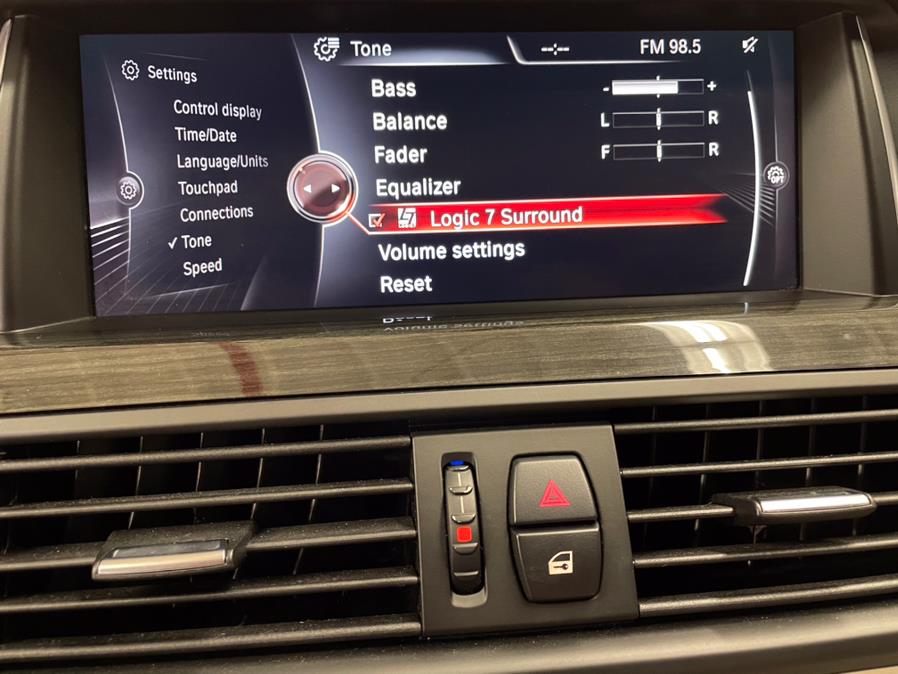 Settings
Control display
Time/Date
Language/Units
Touchpad
Connections
✓ Tone
Speed
Tone
--:--
FM 98.5
Bass - +
Balance L R
Fader F R
Equalizer
Logic 7 Surround
Volume settings
Reset
OPT